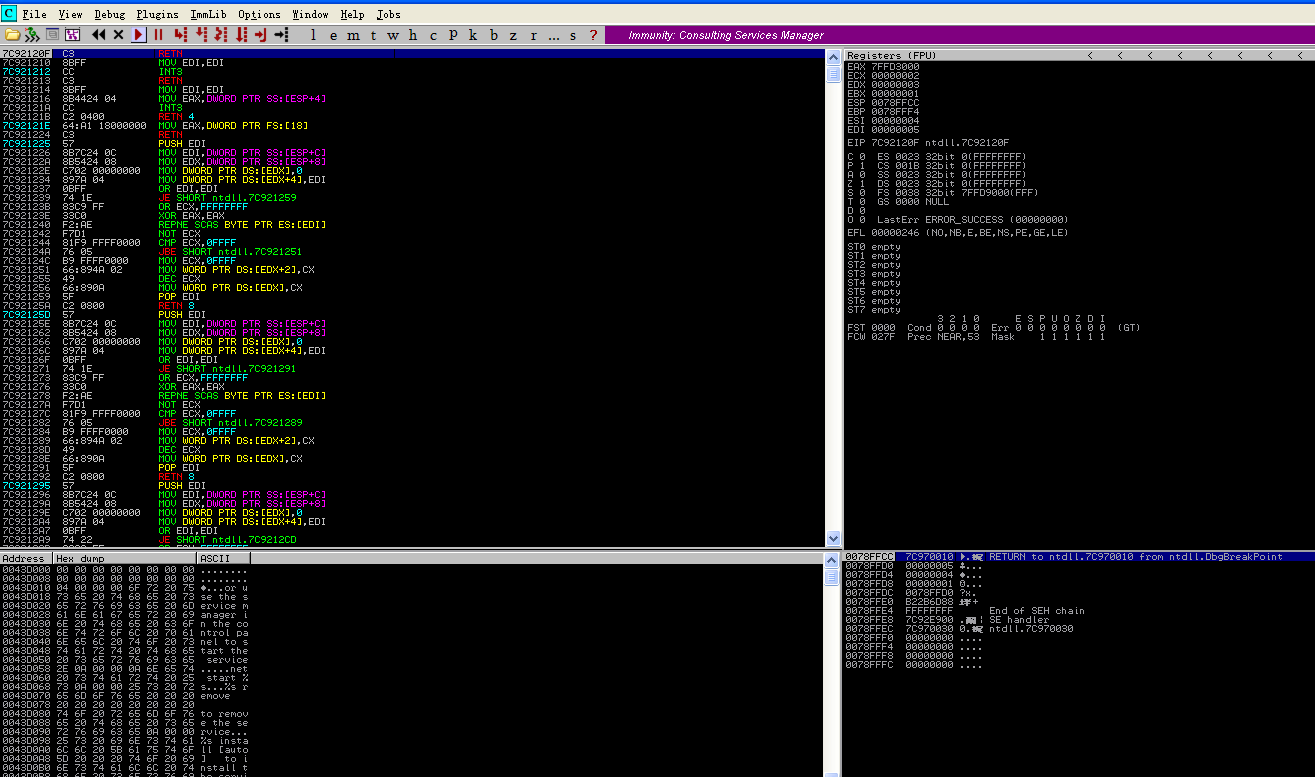 C File View Debug Plugins ImmLib Options Window Help Jobs
l e m t w h c P k b z r ... s ? Immunity: Consulting Services Manager
7C92120F C3 RETN
7C921210 8BFF MOV EDI,EDI
7C921212 CC INT3
7C921213 C3 RETN
7C921214 8BFF MOV EDI,EDI
7C921216 8B4424 04 MOV EAX,DWORD PTR SS:[ESP+4]
7C92121A CC INT3
7C92121B C2 0400 RETN 4
7C92121E 64:A1 18000000 MOV EAX,DWORD PTR FS:[18]
7C921224 C3 RETN
7C921225 57 PUSH EDI
7C921226 8B7C24 0C MOV EDI,DWORD PTR SS:[ESP+C]
7C92122A 8B5424 08 MOV EDX,DWORD PTR SS:[ESP+8]
7C92122E C702 00000000 MOV DWORD PTR DS:[EDX],0
7C921234 897A 04 MOV DWORD PTR DS:[EDX+4],EDI
7C921237 0BFF OR EDI,EDI
7C921239 74 1E JE SHORT ntdll.7C921259
7C92123B 83C9 FF OR ECX,FFFFFFFF
7C92123E 33C0 XOR EAX,EAX
7C921240 F2:AE REPNE SCAS BYTE PTR ES:[EDI]
7C921242 F7D1 NOT ECX
7C921244 81F9 FFFF0000 CMP ECX,0FFFF
7C92124A 76 05 JBE SHORT ntdll.7C921251
7C92124C B9 FFFF0000 MOV ECX,0FFFF
7C921251 66:894A 02 MOV WORD PTR DS:[EDX+2],CX
7C921255 49 DEC ECX
7C921256 66:890A MOV WORD PTR DS:[EDX],CX
7C921259 5F POP EDI
7C92125A C2 0800 RETN 8
7C92125D 57 PUSH EDI
7C92125E 8B7C24 0C MOV EDI,DWORD PTR SS:[ESP+C]
7C921262 8B5424 08 MOV EDX,DWORD PTR SS:[ESP+8]
7C921266 C702 00000000 MOV DWORD PTR DS:[EDX],0
7C92126C 897A 04 MOV DWORD PTR DS:[EDX+4],EDI
7C92126F 0BFF OR EDI,EDI
7C921271 74 1E JE SHORT ntdll.7C921291
7C921273 83C9 FF OR ECX,FFFFFFFF
7C921276 33C0 XOR EAX,EAX
7C921278 F2:AE REPNE SCAS BYTE PTR ES:[EDI]
7C92127A F7D1 NOT ECX
7C92127C 81F9 FFFF0000 CMP ECX,0FFFF
7C921282 76 05 JBE SHORT ntdll.7C921289
7C921284 B9 FFFF0000 MOV ECX,0FFFF
7C921289 66:894A 02 MOV WORD PTR DS:[EDX+2],CX
7C92128D 49 DEC ECX
7C92128E 66:890A MOV WORD PTR DS:[EDX],CX
7C921291 5F POP EDI
7C921292 C2 0800 RETN 8
7C921295 57 PUSH EDI
7C921296 8B7C24 0C MOV EDI,DWORD PTR SS:[ESP+C]
7C92129A 8B5424 08 MOV EDX,DWORD PTR SS:[ESP+8]
7C92129E C702 00000000 MOV DWORD PTR DS:[EDX],0
7C9212A4 897A 04 MOV DWORD PTR DS:[EDX+4],EDI
7C9212A7 0BFF OR EDI,EDI
7C9212A9 74 22 JE SHORT ntdll.7C9212CD
Registers (FPU) < < < < < < < <
EAX 7FFD3000
ECX 00000002
EDX 00000003
EBX 00000001
ESP 0078FFCC
EBP 0078FFF4
ESI 00000004
EDI 00000005
EIP 7C92120F ntdll.7C92120F
C 0 ES 0023 32bit 0(FFFFFFFF)
P 1 CS 001B 32bit 0(FFFFFFFF)
A 0 SS 0023 32bit 0(FFFFFFFF)
Z 1 DS 0023 32bit 0(FFFFFFFF)
S 0 FS 0038 32bit 7FFD9000(FFF)
T 0 GS 0000 NULL
D 0
O 0 LastErr ERROR_SUCCESS (00000000)
EFL 00000246 (NO,NB,E,BE,NS,PE,GE,LE)
ST0 empty
ST1 empty
ST2 empty
ST3 empty
ST4 empty
ST5 empty
ST6 empty
ST7 empty
3 2 1 0 E S P U O Z D I
FST 0000 Cond 0 0 0 0 Err 0 0 0 0 0 0 0 0 (GT)
FCW 027F Prec NEAR,53 Mask 1 1 1 1 1 1
Address Hex dump ASCII
0043D000 00 00 00 00 00 00 00 00 ........
0043D008 00 00 00 00 00 00 00 00 ........
0043D010 04 00 00 00 6F 72 20 75 ♦...or u
0043D018 73 65 20 74 68 65 20 73 se the s
0043D020 65 72 76 69 63 65 20 6D ervice m
0043D028 61 6E 61 67 65 72 20 69 anager i
0043D030 6E 20 74 68 65 20 63 6F n the co
0043D038 6E 74 72 6F 6C 20 70 61 ntrol pa
0043D040 6E 65 6C 20 74 6F 20 73 nel to s
0043D048 74 61 72 74 20 74 68 65 tart the
0043D050 20 73 65 72 76 69 63 65 service
0043D058 2E 0A 00 00 0A 6E 65 74 .....net
0043D060 20 73 74 61 72 74 20 25 start %
0043D068 73 0A 00 00 25 73 20 72 s...%s r
0043D070 65 6D 6F 76 65 20 20 20 emove
0043D078 20 20 20 20 20 20 20 20
0043D080 74 6F 20 72 65 6D 6F 76 to remov
0043D088 65 20 74 68 65 20 73 65 e the se
0043D090 72 76 69 63 65 0A 00 00 rvice...
0043D098 25 73 20 69 6E 73 74 61 %s insta
0043D0A0 6C 6C 20 5B 61 75 74 6F ll [auto
0043D0A8 5D 20 20 20 74 6F 20 69 ] to i
0043D0B0 6E 73 74 61 6C 6C 20 74 nstall t
0078FFCC 7C970010 RETURN to ntdll.7C970010 from ntdll.DbgBreakPoint
0078FFD0 00000005 ♣...
0078FFD4 00000004 ♦...
0078FFD8 00000001 0...
0078FFDC 0078FFD0 ?x.
0078FFE0 B22B6D88
0078FFE4 FFFFFFFF End of SEH chain
0078FFE8 7C92E900 SE handler
0078FFEC 7C970030 ntdll.7C970030
0078FFF0 00000000 ....
0078FFF4 00000000 ....
0078FFF8 00000000 ....
0078FFFC 00000000 ....